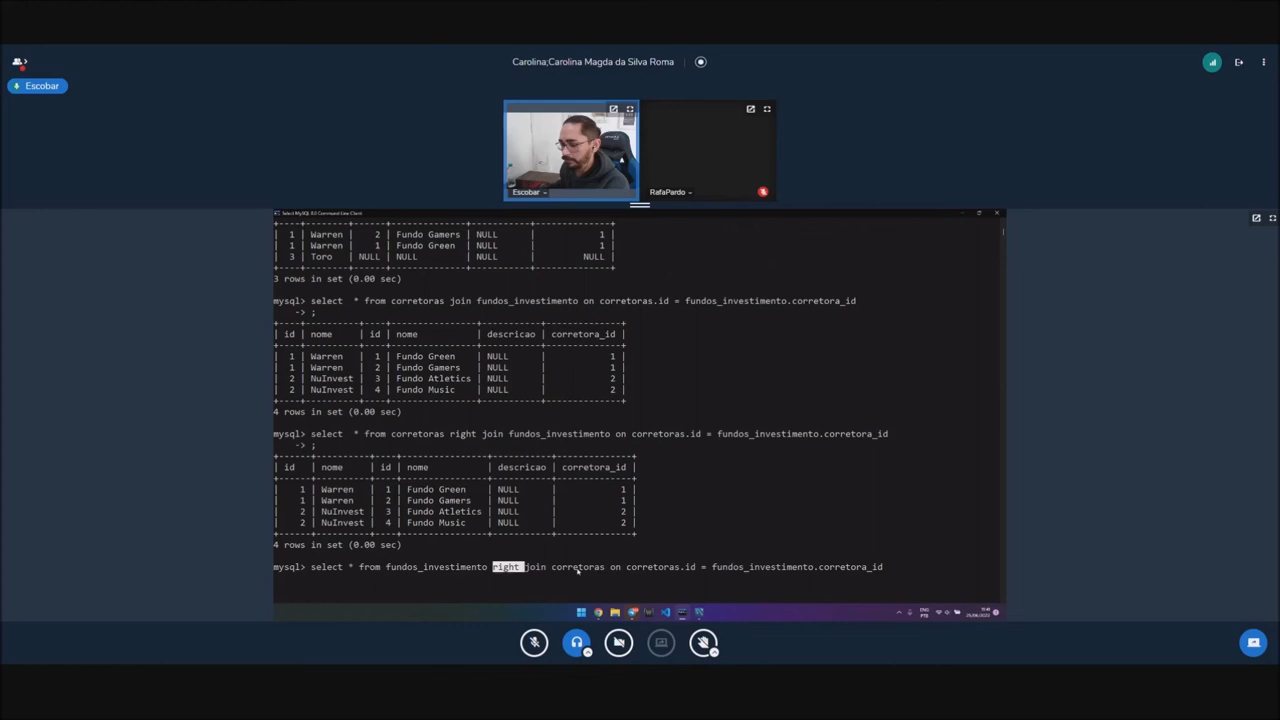 Carolina;Carolina Magda da Silva Roma
Escobar
Escobar
RafaPardo
Select MySQL 8.0 Command Line Client
| 1 | Warren | 2 | Fundo Gamers | NULL | 1 |
| 1 | Warren | 1 | Fundo Green | NULL | 1 |
| 3 | Toro | NULL | NULL | NULL | NULL |
3 rows in set (0.00 sec)
mysql> select * from corretoras join fundos_investimento on corretoras.id = fundos_investimento.corretora_id
-> ;
| id | nome | id | nome | descricao | corretora_id |
| 1 | Warren | 1 | Fundo Green | NULL | 1 |
| 1 | Warren | 2 | Fundo Gamers | NULL | 1 |
| 2 | NuInvest | 3 | Fundo Atletics | NULL | 2 |
| 2 | NuInvest | 4 | Fundo Music | NULL | 2 |
4 rows in set (0.00 sec)
mysql> select * from corretoras right join fundos_investimento on corretoras.id = fundos_investimento.corretora_id
-> ;
| id | nome | id | nome | descricao | corretora_id |
| 1 | Warren | 1 | Fundo Green | NULL | 1 |
| 1 | Warren | 2 | Fundo Gamers | NULL | 1 |
| 2 | NuInvest | 3 | Fundo Atletics | NULL | 2 |
| 2 | NuInvest | 4 | Fundo Music | NULL | 2 |
4 rows in set (0.00 sec)
mysql> select * from fundos_investimento right join corretoras on corretoras.id = fundos_investimento.corretora_id
POR